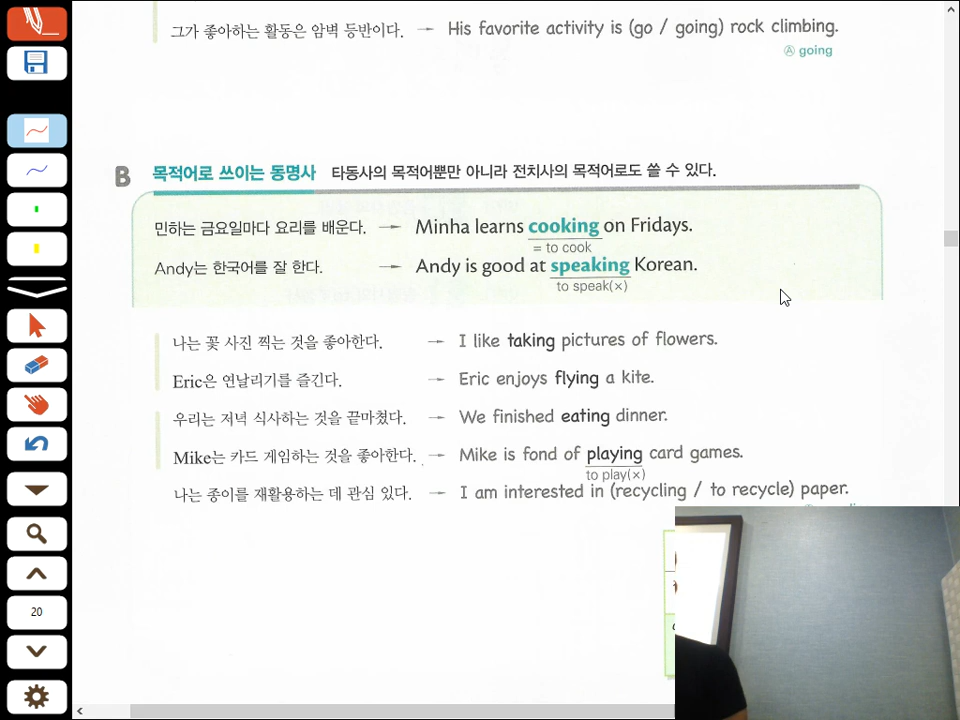 그가 좋아하는 활동은 암벽 등반이다. → His favorite activity is (go / going) rock climbing.
Ⓐ going
B 목적어로 쓰이는 동명사 타동사의 목적어뿐만 아니라 전치사의 목적어로도 쓸 수 있다.
민하는 금요일마다 요리를 배운다. → Minha learns cooking on Fridays.
= to cook
Andy는 한국어를 잘 한다. → Andy is good at speaking Korean.
to speak(×)
나는 꽃 사진 찍는 것을 좋아한다. → I like taking pictures of flowers.
Eric은 연날리기를 즐긴다. → Eric enjoys flying a kite.
우리는 저녁 식사하는 것을 끝마쳤다. → We finished eating dinner.
Mike는 카드 게임하는 것을 좋아한다. → Mike is fond of playing card games.
to play(×)
나는 종이를 재활용하는 데 관심 있다. → I am interested in (recycling / to recycle) paper.
20